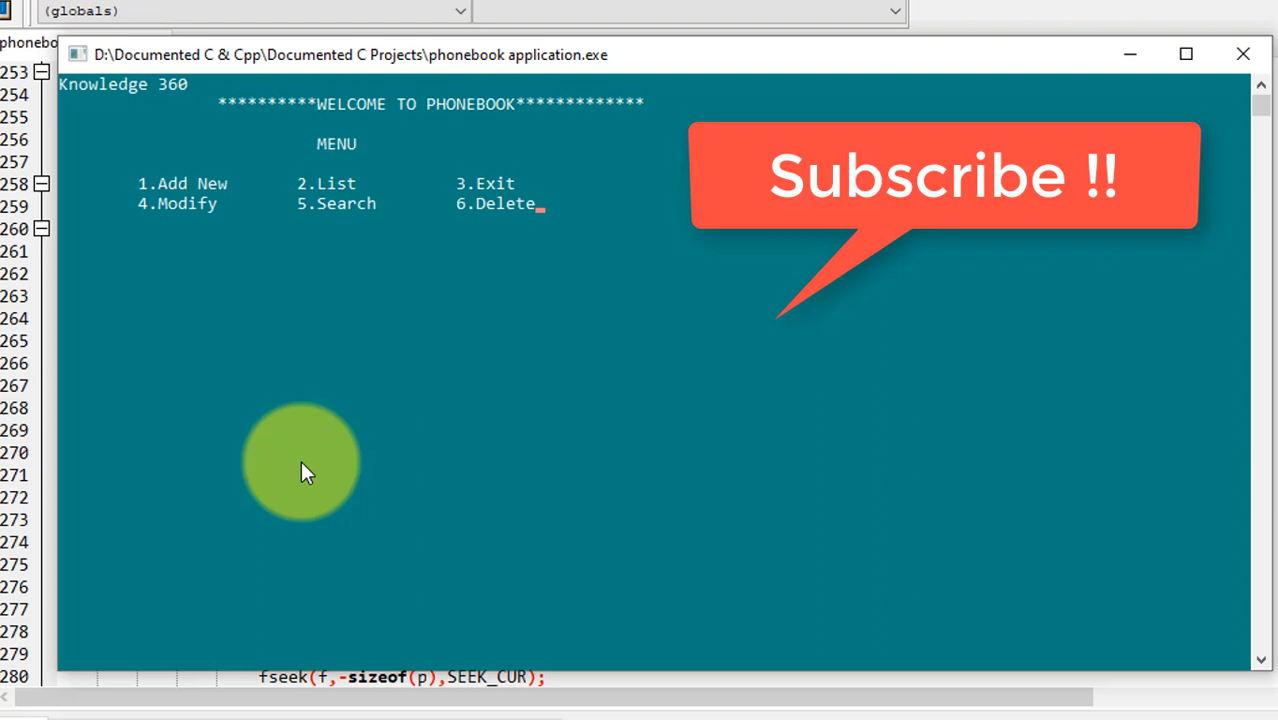 (globals)
phonebo
D:\Documented C & Cpp\Documented C Projects\phonebook application.exe
Knowledge 360
**********WELCOME TO PHONEBOOK*************
MENU
1.Add New 2.List 3.Exit
4.Modify 5.Search 6.Delete_
Subscribe !!
253
254
255
256
257
258
259
260
261
262
263
264
265
266
267
268
269
270
271
272
273
274
275
276
277
278
279
280 fseek(f,-sizeof(p),SEEK_CUR);